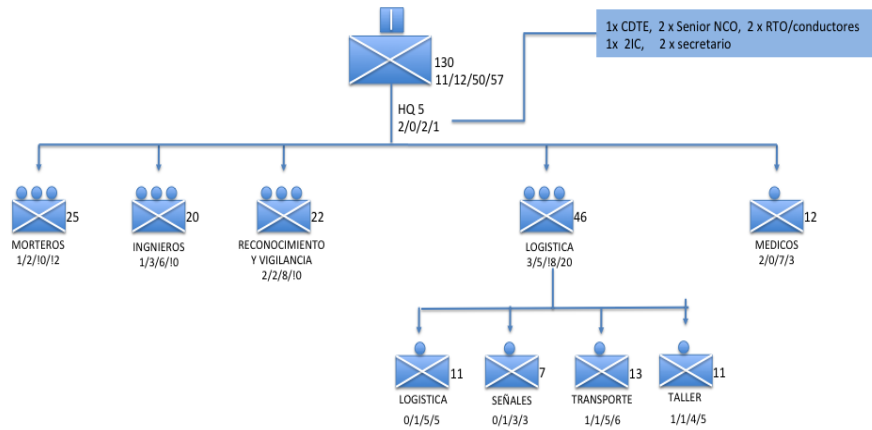 1x CDTE, 2 x Senior NCO, 2 x RTO/conductores
1x 2IC, 2 x secretario
I
130
11/12/50/57
HQ 5
2/0/2/1
25
20
22
46
12
MORTEROS
1/2/!0/!2
INGNIEROS
1/3/6/!0
RECONOCIMIENTO
Y VIGILANCIA
2/2/8/!0
LOGISTICA
3/5/!8/20
MEDICOS
2/0/7/3
11
7
13
11
LOGISTICA
0/1/5/5
SEÑALES
0/1/3/3
TRANSPORTE
1/1/5/6
TALLER
1/1/4/5